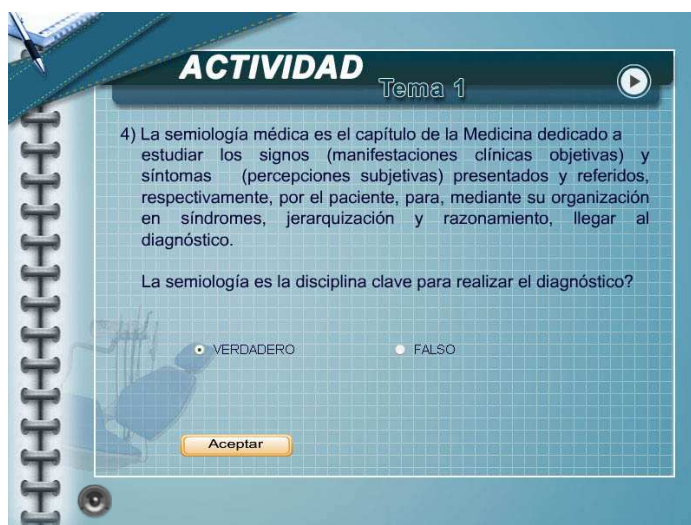 ACTIVIDAD
Tema 1
4) La semiología médica es el capítulo de la Medicina dedicado a
estudiar los signos (manifestaciones clínicas objetivas) y
síntomas (percepciones subjetivas) presentados y referidos,
respectivamente, por el paciente, para, mediante su organización
en síndromes, jerarquización y razonamiento, llegar al
diagnóstico.
La semiología es la disciplina clave para realizar el diagnóstico?
VERDADERO
FALSO
Aceptar